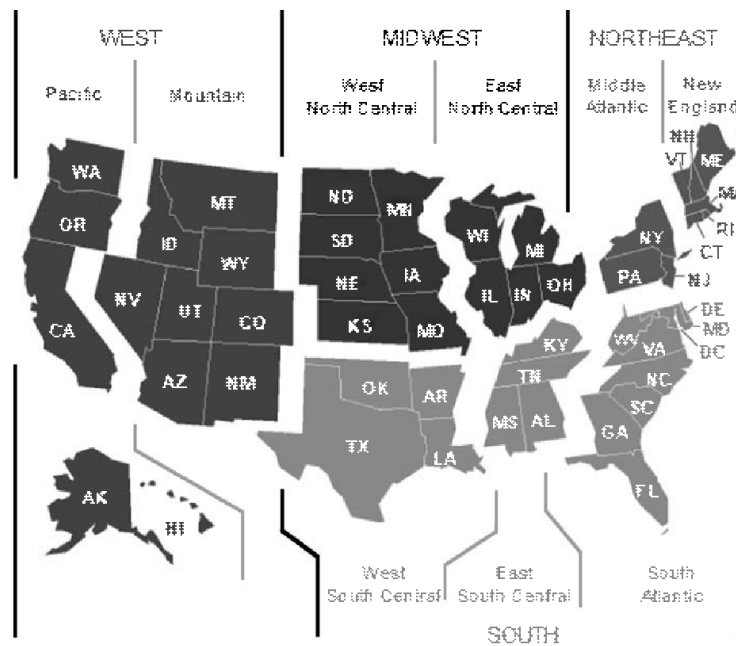 WEST
MIDWEST
NORTHEAST
Pacific
Mountain
West
North Central
East
North Central
Middle
Atlantic
New
England
NH
VT
ME
MA
RI
CT
NJ
WA
MT
ND
MN
OR
ID
SD
WI
MI
NY
WY
PA
NE
IA
NV
UT
IL
IN
OH
CO
CA
KS
MO
DE
MD
DC
WV
VA
KY
AZ
NM
OK
AR
TN
NC
SC
MS
AL
GA
TX
LA
FL
AK
HI
West
South Central
East
South Central
South
Atlantic
SOUTH